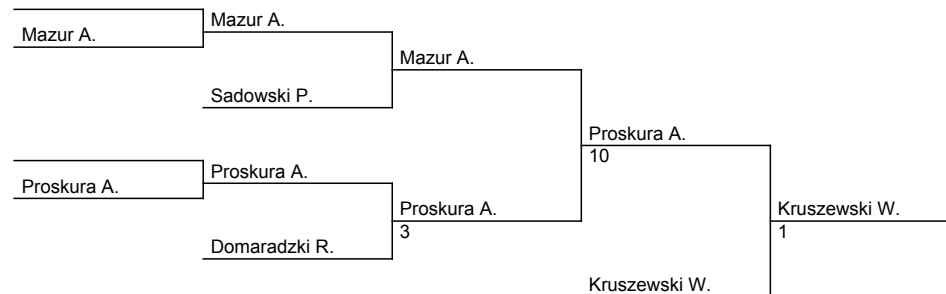 Mazur A.
Mazur A.
Mazur A.
Sadowski P.
Proskura A.
10
Proskura A.
Proskura A.
Proskura A.
3
Kruszewski W.
1
Domaradzki R.
Kruszewski W.